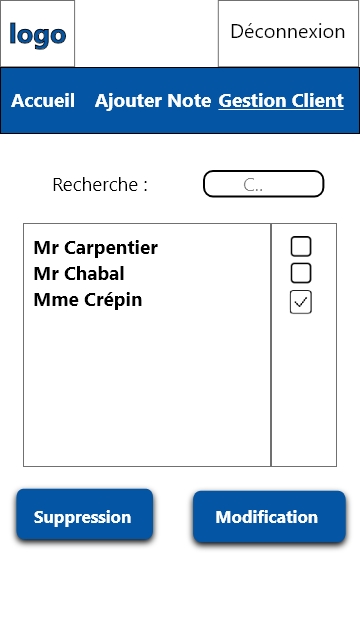 logo
Déconnexion
Accueil Ajouter Note Gestion Client
Recherche : C..
Mr Carpentier
Mr Chabal
Mme Crépin
Suppression Modification